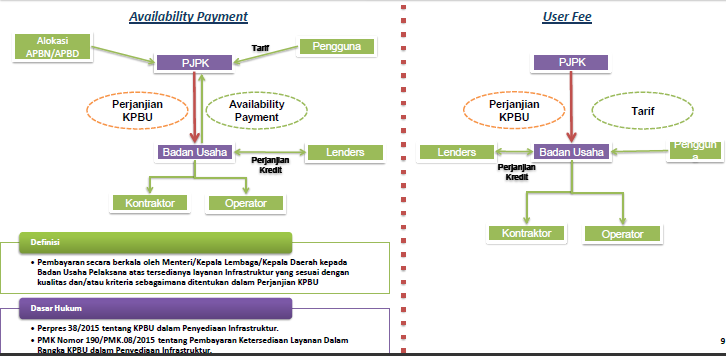 Availability Payment
Alokasi
APBN/APBD
Tarif
Pengguna
PJPK
Perjanjian
KPBU
Availability
Payment
Badan Usaha
Perjanjian
Kredit
Lenders
Kontraktor
Operator
Definisi
• Pembayaran secara berkala oleh Menteri/Kepala Lembaga/Kepala Daerah kepada
Badan Usaha Pelaksana atas tersedianya layanan Infrastruktur yang sesuai dengan
kualitas dan/atau kriteria sebagaimana ditentukan dalam Perjanjian KPBU
Dasar Hukum
• Perpres 38/2015 tentang KPBU dalam Penyediaan Infrastruktur.
• PMK Nomor 190/PMK.08/2015 tentang Pembayaran Ketersediaan Layanan Dalam
Rangka KPBU dalam Penyediaan Infrastruktur.
User Fee
PJPK
Perjanjian
KPBU
Tarif
Lenders
Perjanjian
Kredit
Badan Usaha
Penggun
a
Kontraktor
Operator